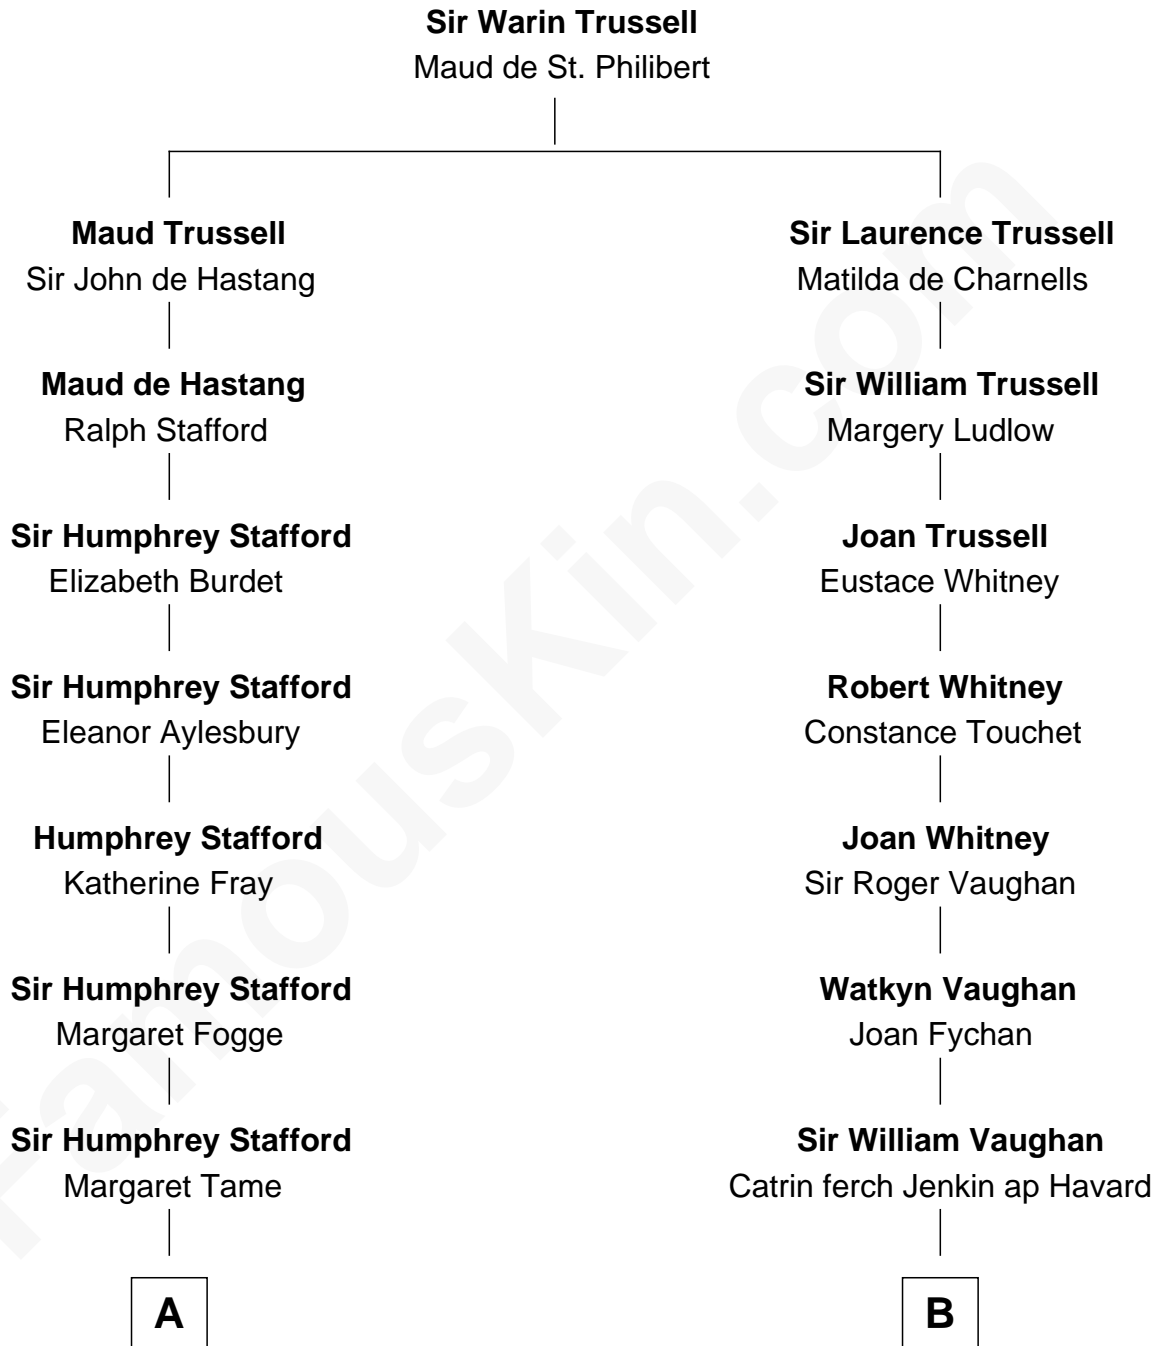 Sir Warin Trussell
Maud de St. Philibert
Maud Trussell
Sir John de Hastang
Sir Laurence Trussell
Matilda de Charnells
Maud de Hastang
Ralph Stafford
Sir William Trussell
Margery Ludlow
Sir Humphrey Stafford
Elizabeth Burdet
Joan Trussell
Eustace Whitney
Sir Humphrey Stafford
Eleanor Aylesbury
Robert Whitney
Constance Touchet
Humphrey Stafford
Katherine Fray
Joan Whitney
Sir Roger Vaughan
Sir Humphrey Stafford
Margaret Fogge
Watkyn Vaughan
Joan Fychan
Sir Humphrey Stafford
Margaret Tame
Sir William Vaughan
Catrin ferch Jenkin ap Havard
A
B
FamousKin.com